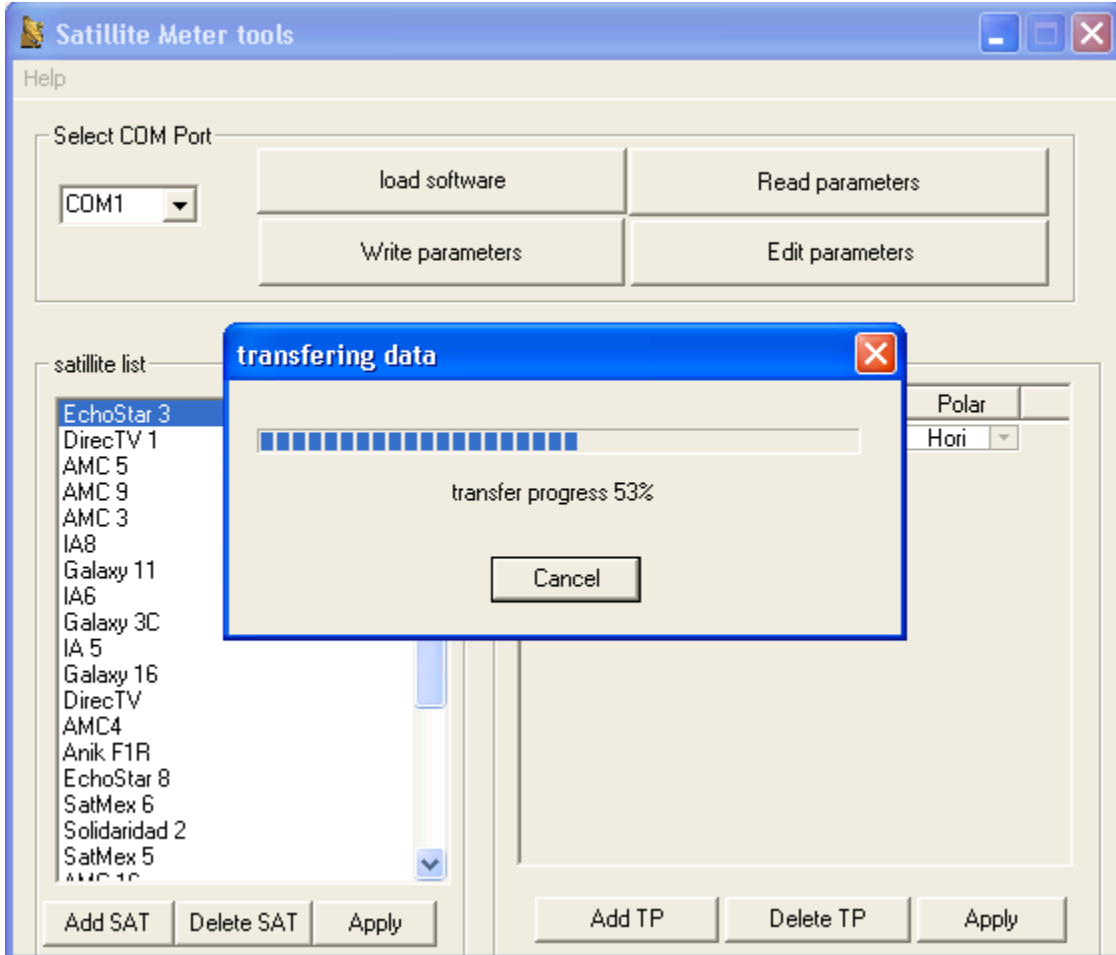 Satillite Meter tools
Help
Select COM Port
COM1
load software
Read parameters
Write parameters
Edit parameters
satillite list
transfering data
transfer progress 53%
Cancel
Polar
Hori
EchoStar 3
DirecTV 1
AMC 5
AMC 9
AMC 3
IA8
Galaxy 11
IA6
Galaxy 3C
IA 5
Galaxy 16
DirecTV
AMC4
Anik F1R
EchoStar 8
SatMex 6
Solidaridad 2
SatMex 5
Add SAT
Delete SAT
Apply
Add TP
Delete TP
Apply